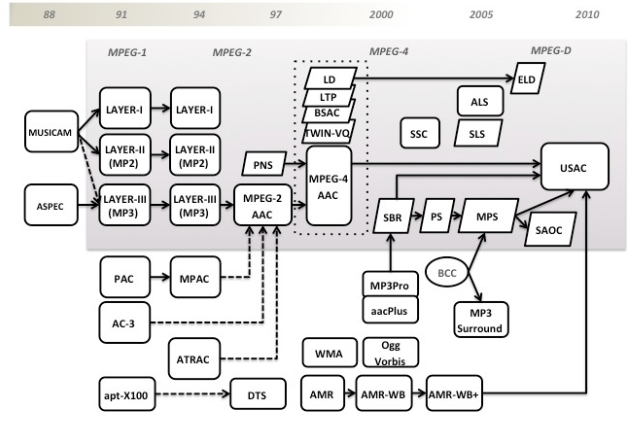 88 91 94 97 2000 2005 2010
MPEG-1 MPEG-2 MPEG-4 MPEG-D
LD
ELD
LTP
BSAC
TWIN-VQ
LAYER-I
LAYER-I
ALS
MUSICAM
SSC
SLS
LAYER-II
(MP2)
LAYER-II
(MP2)
PNS
MPEG-4
AAC
USAC
ASPEC
LAYER-III
(MP3)
LAYER-III
(MP3)
MPEG-2
AAC
SBR
PS
MPS
SAOC
PAC
MPAC
BCC
MP3Pro
aacPlus
AC-3
MP3
Surround
ATRAC
WMA
Ogg
Vorbis
apt-X100
DTS
AMR
AMR-WB
AMR-WB+